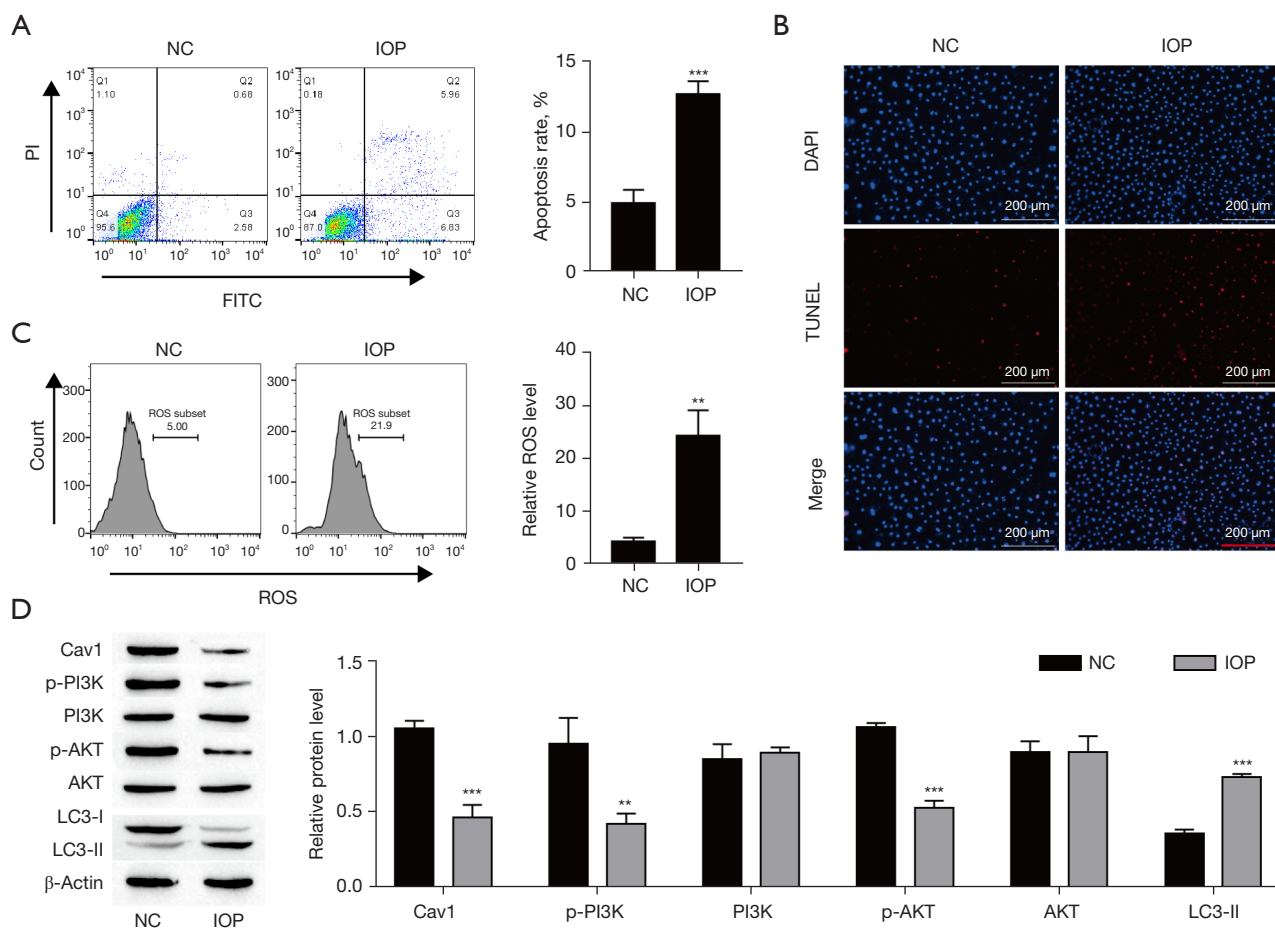 A
NC
IOP
PI
10⁴
10³
10²
10¹
10⁰
Q1
1.10
Q2
0.68
Q4
95.6
Q3
2.58
10⁰ 10¹ 10² 10³ 10⁴
10⁴
10³
10²
10¹
10⁰
Q1
0.18
Q2
5.96
Q4
87.0
Q3
6.83
10⁰ 10¹ 10² 10³ 10⁴
FITC
Apoptosis rate, %
15
10
5
0
***
NC IOP
B
NC IOP
DAPI
200 μm
200 μm
TUNEL
200 μm
200 μm
Merge
200 μm
200 μm
C
NC
IOP
Count
300
200
100
0
ROS subset
5.00
10⁰ 10¹ 10² 10³ 10⁴
300
200
100
0
ROS subset
21.9
10⁰ 10¹ 10² 10³ 10⁴
ROS
Relative ROS level
40
30
20
10
0
**
NC IOP
D
Cav1
p-PI3K
PI3K
p-AKT
AKT
LC3-I
LC3-II
β-Actin
NC IOP
Relative protein level
1.5
1.0
0.5
0.0
NC IOP
***
**
***
***
Cav1 p-PI3K PI3K p-AKT AKT LC3-II